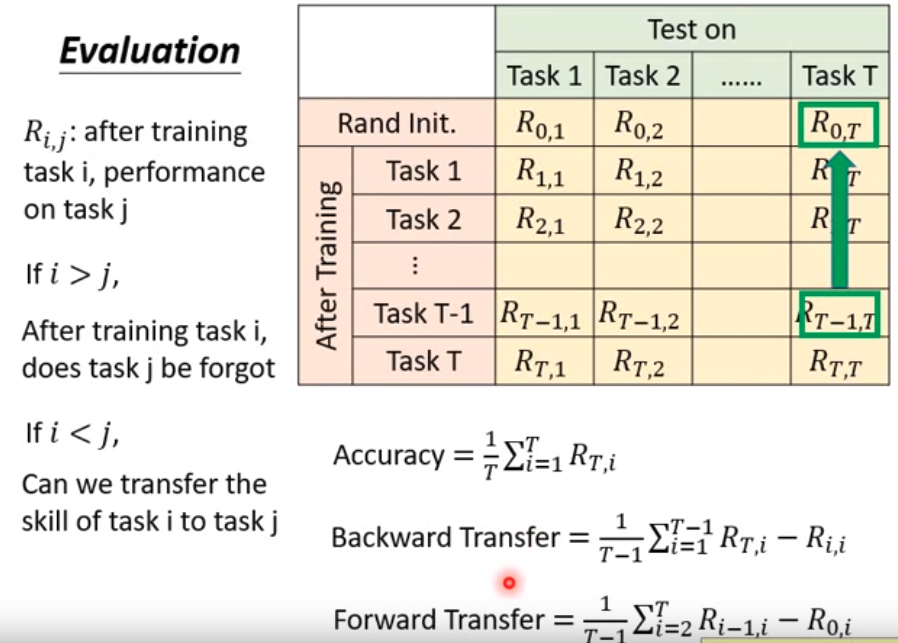 Evaluation
R_{i,j}: after training
task i, performance
on task j
If i > j,
After training task i,
does task j be forgot
If i < j,
Can we transfer the
skill of task i to task j
Test on
Task 1 Task 2 ...... Task T
Rand Init. R_{0,1} R_{0,2} R_{0,T}
After Training
Task 1 R_{1,1} R_{1,2} R T
Task 2 R_{2,1} R_{2,2} R T
⋮
Task T-1 R_{T−1,1} R_{T−1,2} R_{T−1,T}
Task T R_{T,1} R_{T,2} R_{T,T}
Accuracy = \frac{1}{T} \sum_{i=1}^{T} R_{T,i}
Backward Transfer = \frac{1}{T−1} \sum_{i=1}^{T−1} R_{T,i} − R_{i,i}
Forward Transfer = \frac{1}{T−1} \sum_{i=2}^{T} R_{i−1,i} − R_{0,i}